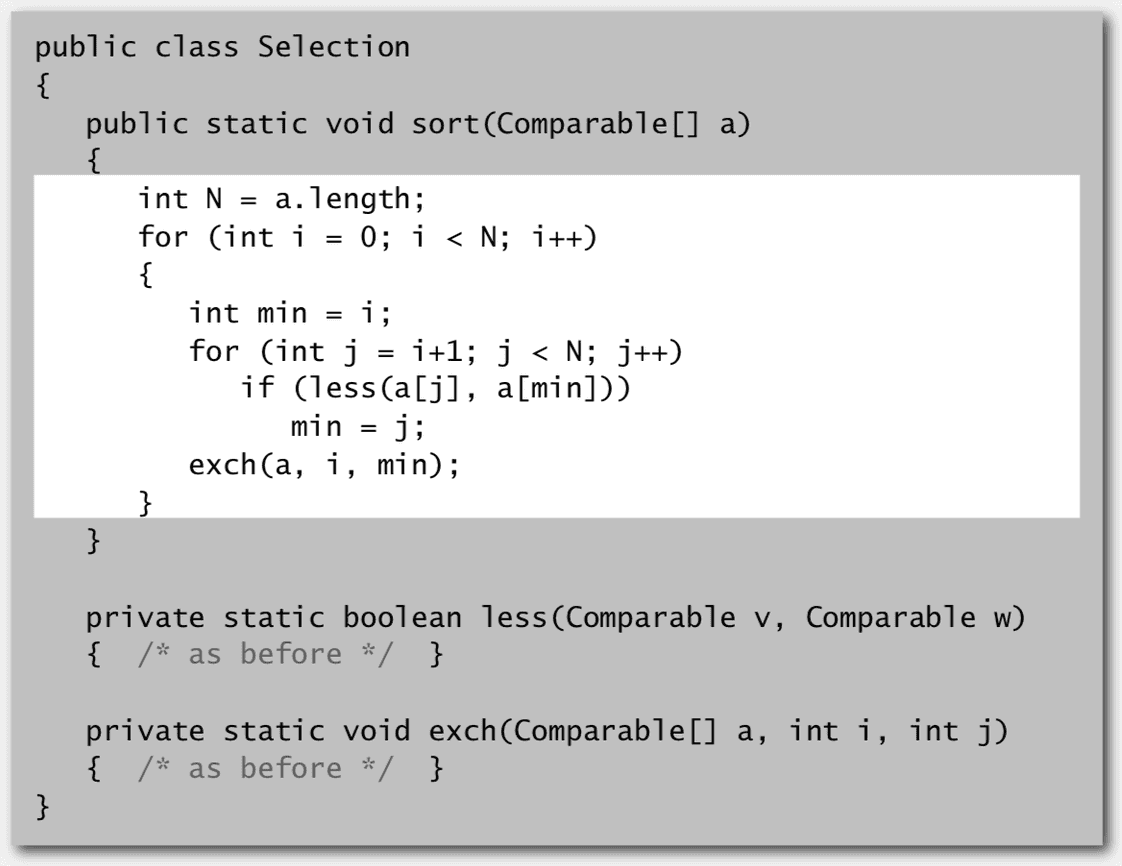 public class Selection
{
   public static void sort(Comparable[] a)
   {
      int N = a.length;
      for (int i = 0; i < N; i++)
      {
         int min = i;
         for (int j = i+1; j < N; j++)
            if (less(a[j], a[min]))
               min = j;
         exch(a, i, min);
      }
   }

   private static boolean less(Comparable v, Comparable w)
   {  /* as before */  }

   private static void exch(Comparable[] a, int i, int j)
   {  /* as before */  }
}